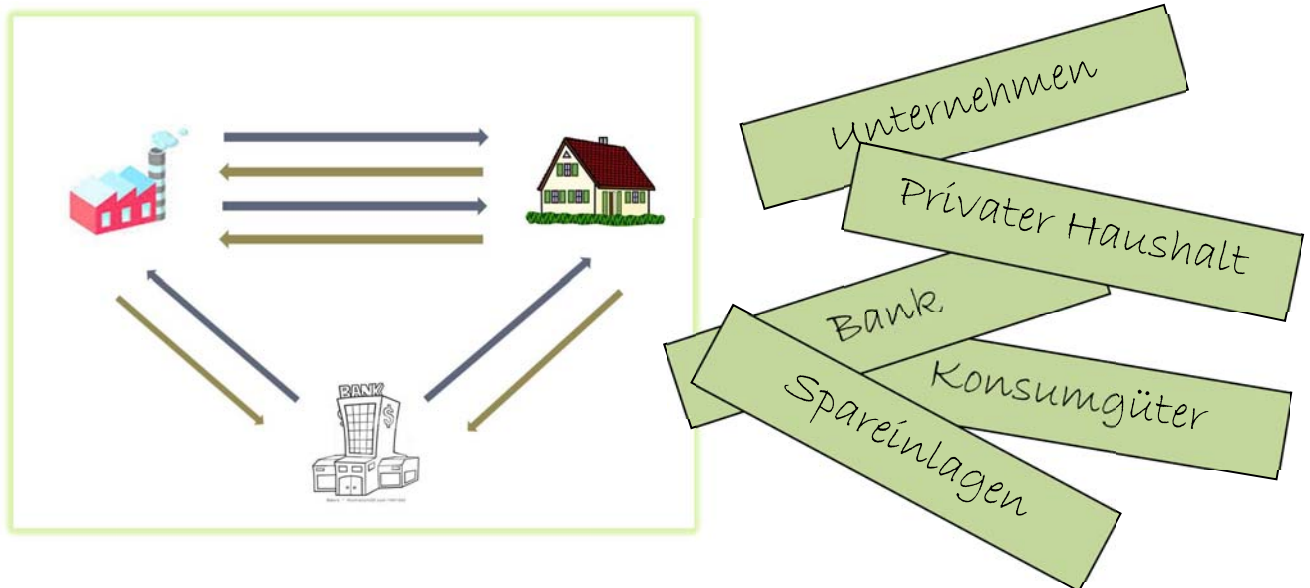 BANK
Unternehmen
Privater Haushalt
Bank
Konsumgüter
Spareinlagen